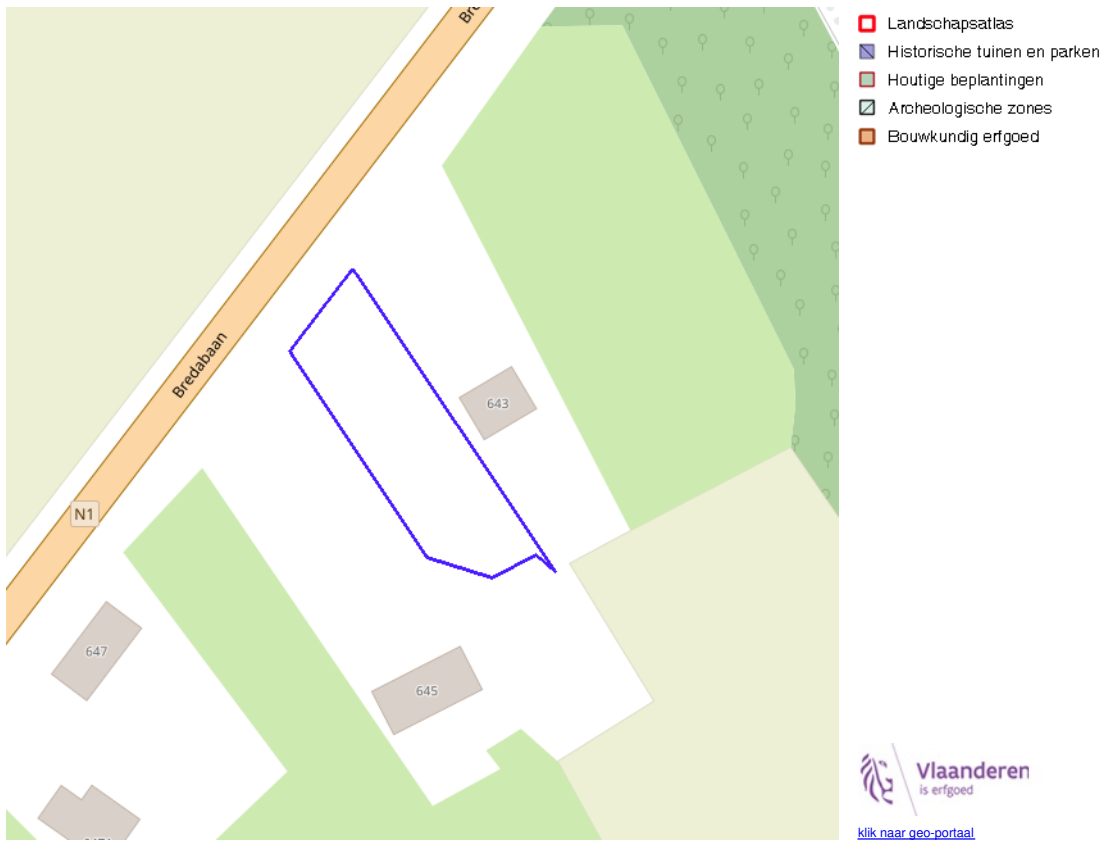 Bre
Bredabaan
N1
643
645
647
Landschapsatlas
Historische tuinen en parken
Houtige beplantingen
Archeologische zones
Bouwkundig erfgoed
Vlaanderen
is erfgoed
klik naar geo-portaal